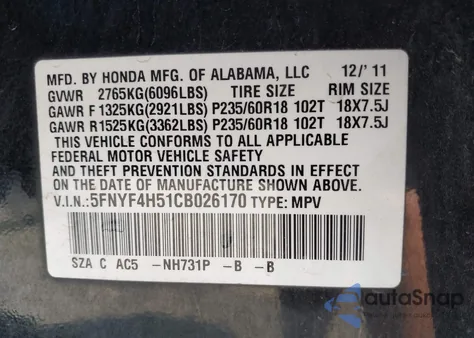 MFD. BY HONDA MFG. OF ALABAMA, LLC 12/'11
GVWR 2765KG(6096LBS) TIRE SIZE RIM SIZE
GAWR F 1325KG(2921LBS) P235/60R18 102T 18X7.5J
GAWR R 1525KG(3362LBS) P235/60R18 102T 18X7.5J
THIS VEHICLE CONFORMS TO ALL APPLICABLE
FEDERAL MOTOR VEHICLE SAFETY
AND THEFT PREVENTION STANDARDS IN EFFECT
ON THE DATE OF MANUFACTURE SHOWN ABOVE.
V.I.N.:5FNYF4H51CB026170 TYPE: MPV
SZA C AC5 -NH731P -B -B
autaSnap